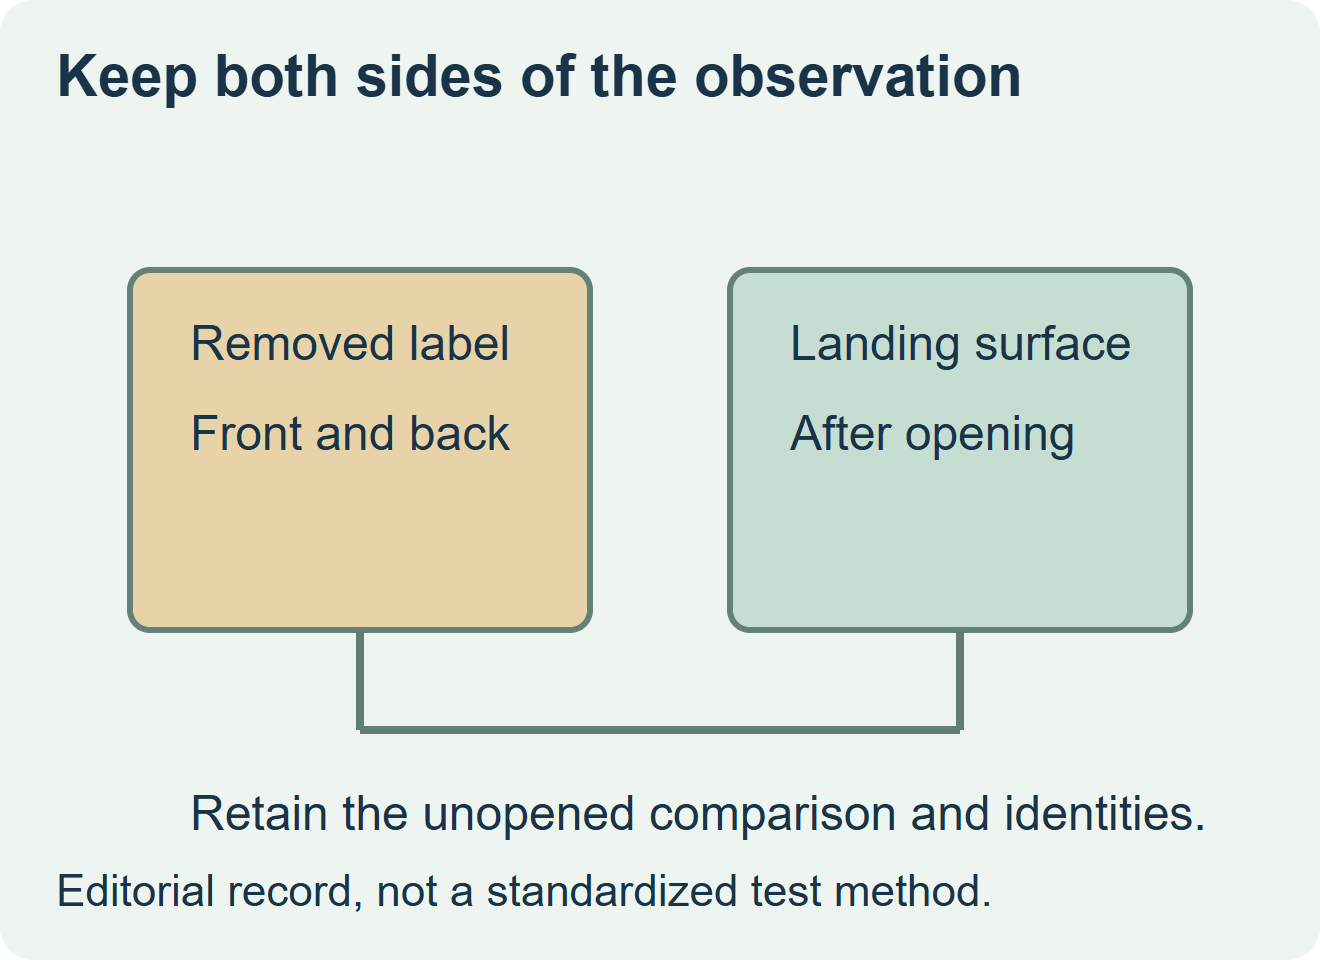 Keep both sides of the observation
Removed label
Front and back
Landing surface
After opening
Retain the unopened comparison and identities.
Editorial record, not a standardized test method.